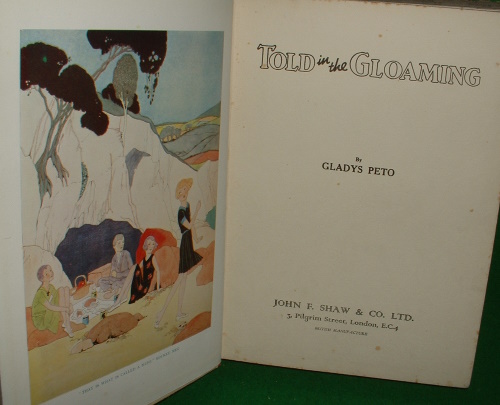 TOLD in the GLOAMING
By
GLADYS PETO
JOHN F. SHAW & CO. LTD.
3, Pilgrim Street, London, E.C.4